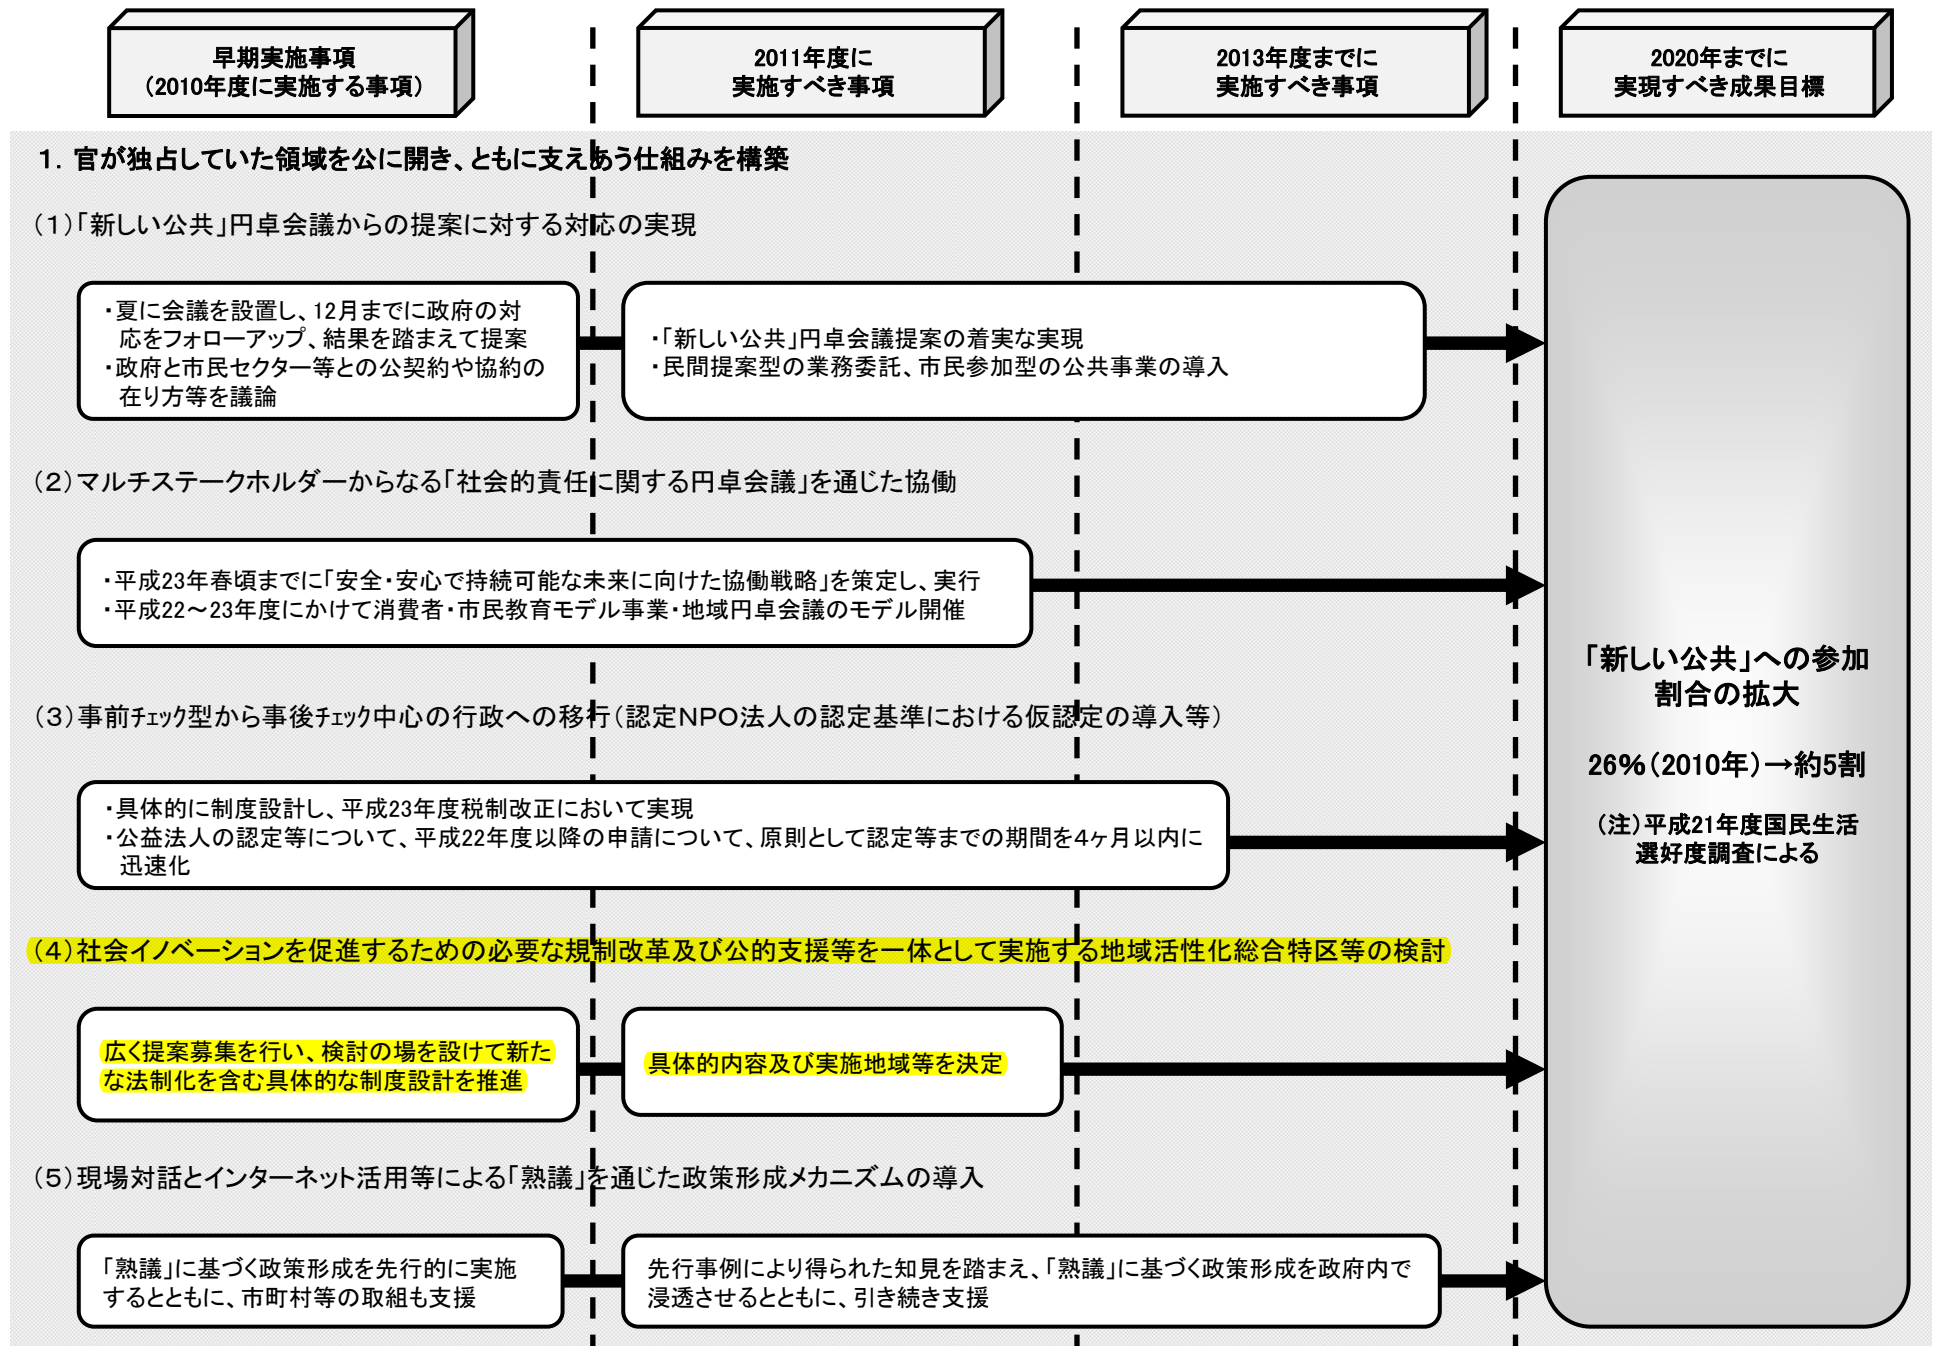 早期実施事項
（2010年度に実施する事項）
2011年度に
実施すべき事項
2013年度までに
実施すべき事項
2020年までに
実現すべき成果目標
１．官が独占していた領域を公に開き、ともに支えあう仕組みを構築
（１）「新しい公共」円卓会議からの提案に対する対応の実現
・夏に会議を設置し、12月までに政府の対
応をフォローアップ、結果を踏まえて提案
・政府と市民セクター等との公契約や協約の
在り方等を議論
・「新しい公共」円卓会議提案の着実な実現
・民間提案型の業務委託、市民参加型の公共事業の導入
（２）マルチステークホルダーからなる「社会的責任に関する円卓会議」を通じた協働
・平成23年春頃までに「安全・安心で持続可能な未来に向けた協働戦略」を策定し、実行
・平成22～23年度にかけて消費者・市民教育モデル事業・地域円卓会議のモデル開催
（３）事前チェック型から事後チェック中心の行政への移行（認定ＮＰＯ法人の認定基準における仮認定の導入等）
・具体的に制度設計し、平成23年度税制改正において実現
・公益法人の認定等について、平成22年度以降の申請について、原則として認定等までの期間を4ヶ月以内に
迅速化
（４）社会イノベーションを促進するための必要な規制改革及び公的支援等を一体として実施する地域活性化総合特区等の検討
広く提案募集を行い、検討の場を設けて新た
な法制化を含む具体的な制度設計を推進
具体的内容及び実施地域等を決定
（５）現場対話とインターネット活用等による「熟議」を通じた政策形成メカニズムの導入
「熟議」に基づく政策形成を先行的に実施
するとともに、市町村等の取組も支援
先行事例により得られた知見を踏まえ、「熟議」に基づく政策形成を政府内で
浸透させるとともに、引き続き支援
「新しい公共」への参加
割合の拡大
26％（2010年）→約5割
（注）平成21年度国民生活
選好度調査による